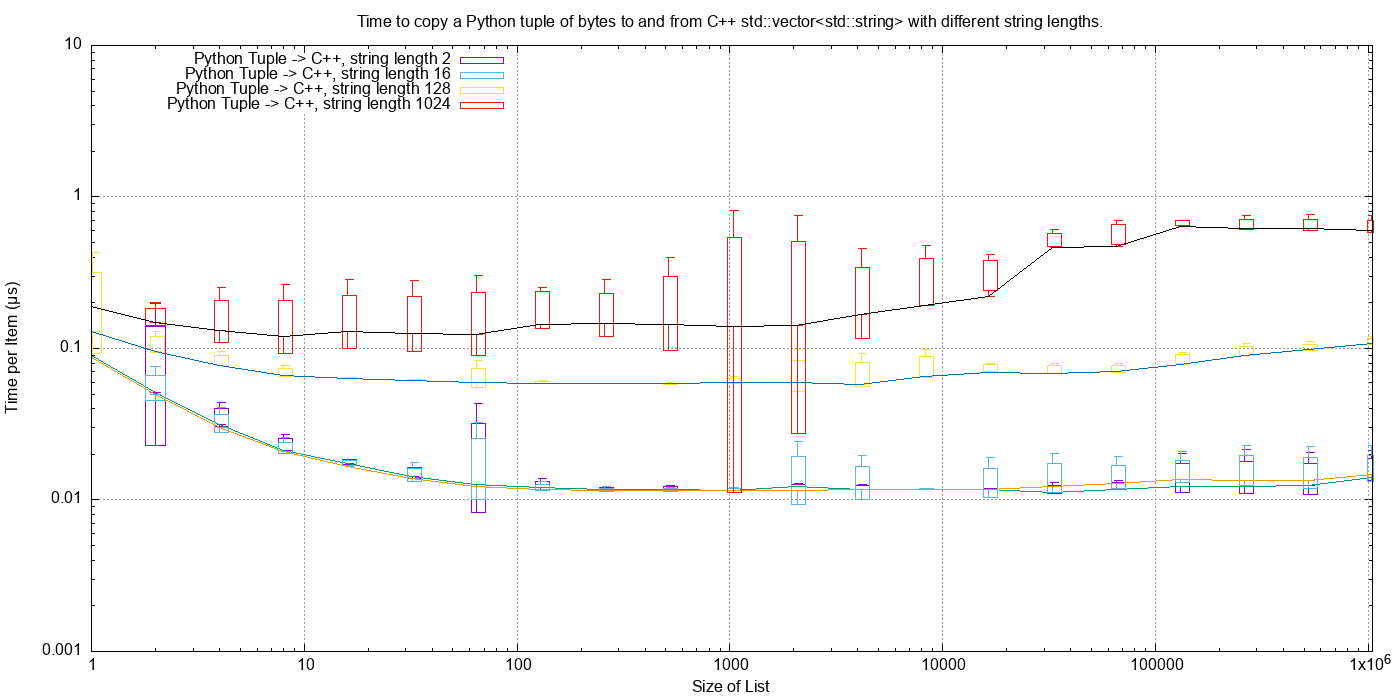 Time to copy a Python tuple of bytes to and from C++ std::vector<std::string> with different string lengths.
10
1
0.1
0.01
0.001
Time per Item (µs)
Python Tuple -> C++, string length 2
Python Tuple -> C++, string length 16
Python Tuple -> C++, string length 128
Python Tuple -> C++, string length 1024
1 10 100 1000 10000 100000 1x10⁶
Size of List